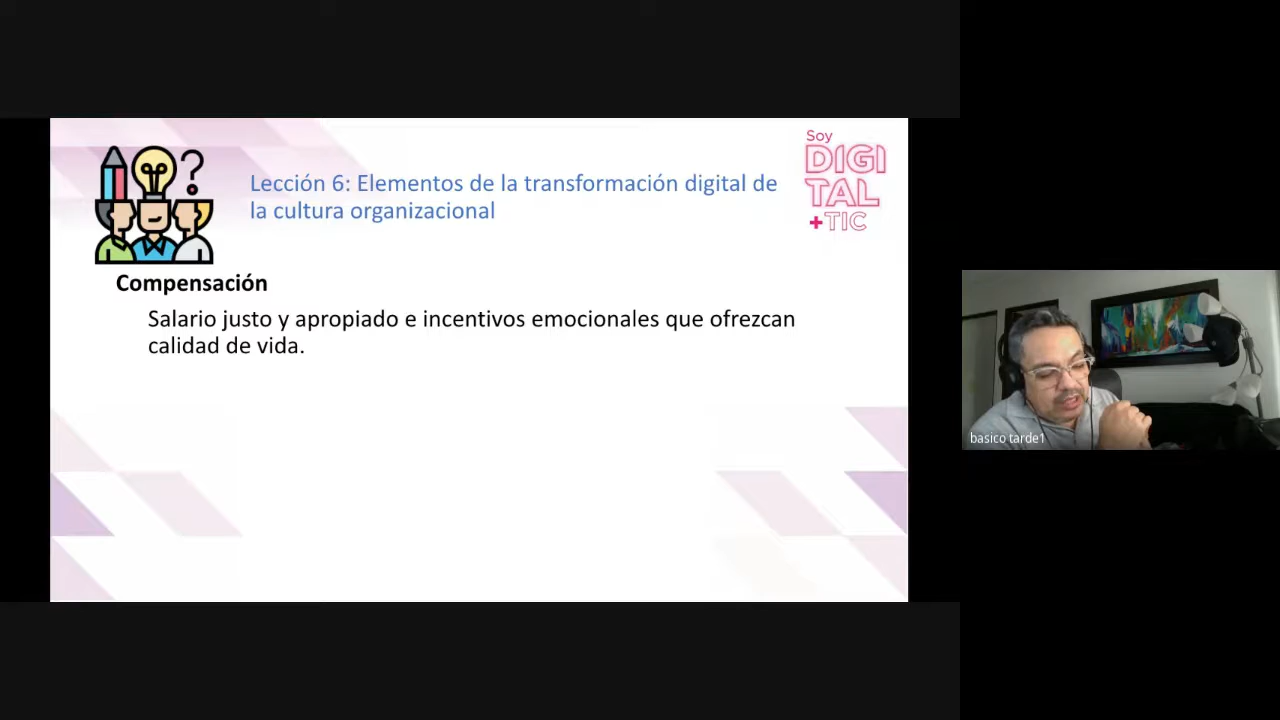 Soy
DIGI
TAL
+TIC
Lección 6: Elementos de la transformación digital de
la cultura organizacional
Compensación
Salario justo y apropiado e incentivos emocionales que ofrezcan
calidad de vida.
basico tarde1